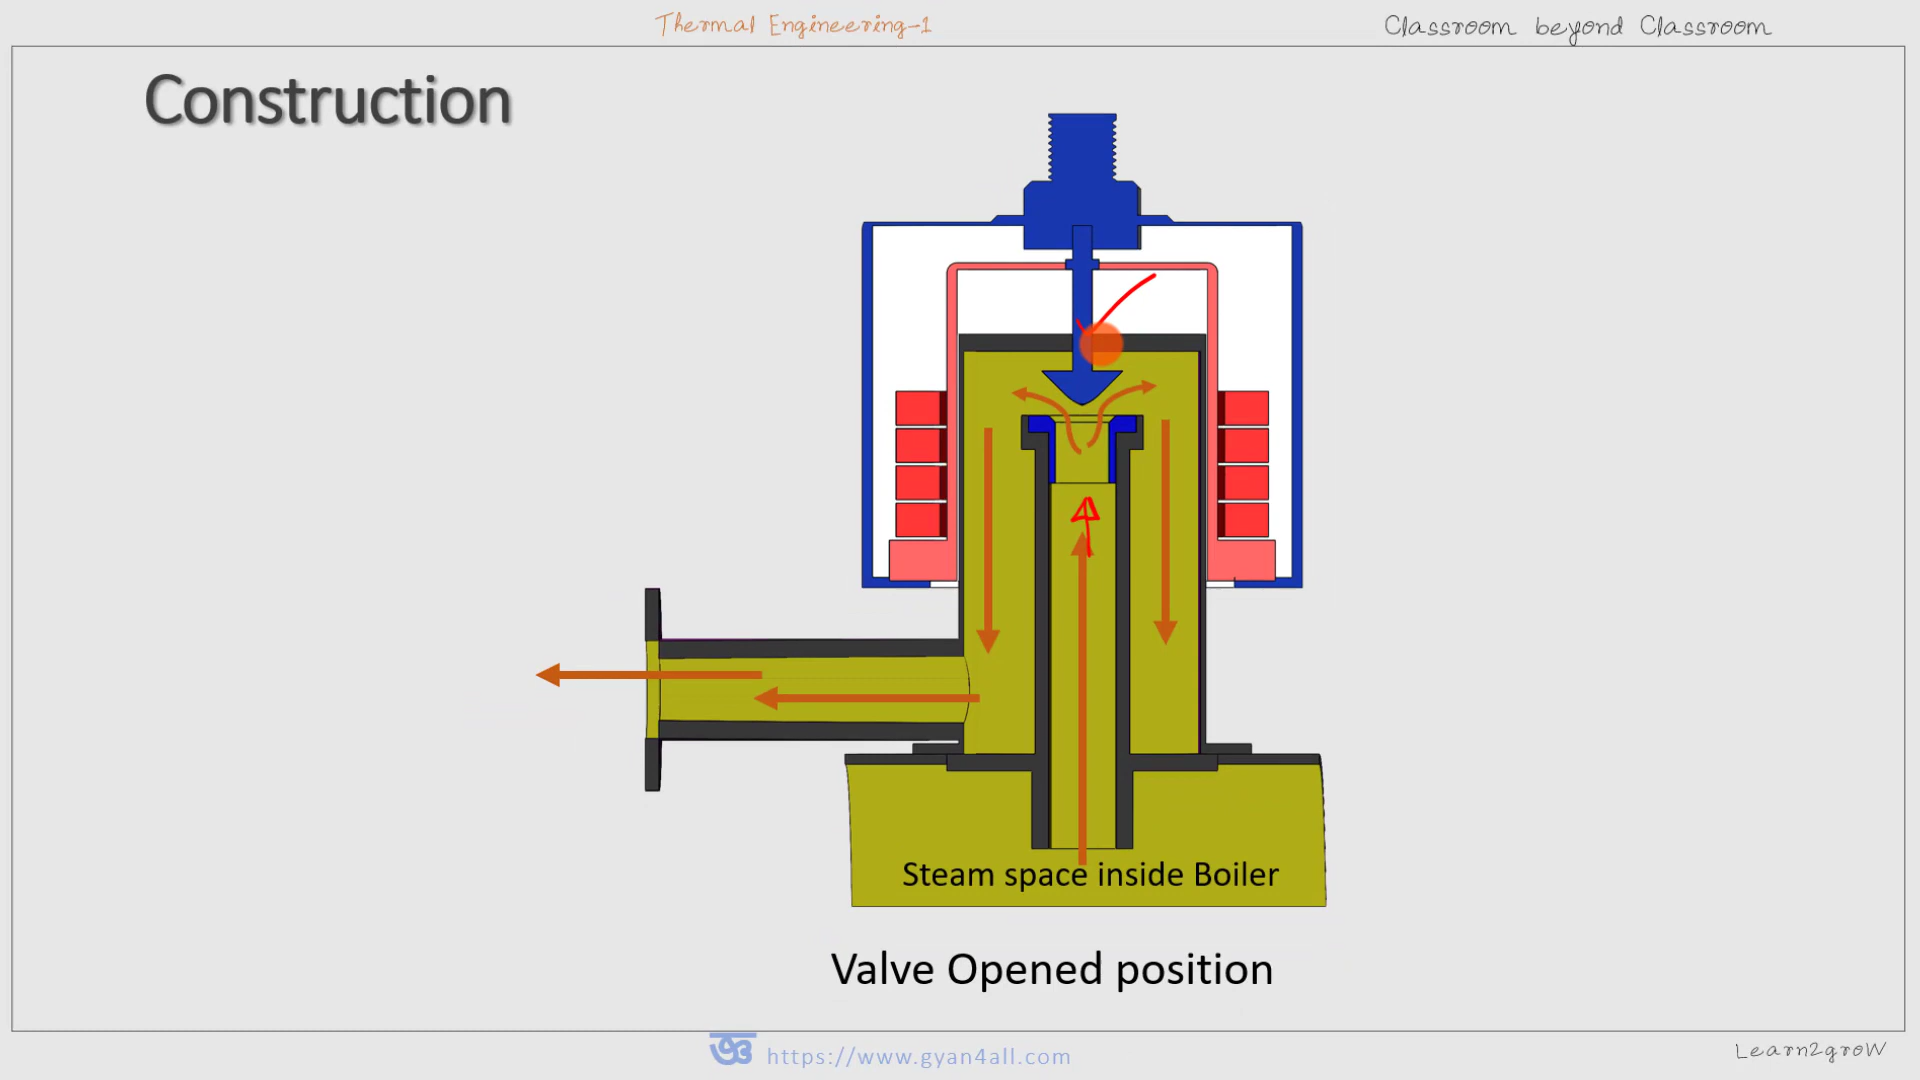 Thermal Engineering-1
Classroom beyond Classroom
Construction
Steam space inside Boiler
Valve Opened position
https://www.gyan4all.com
Learn2groW